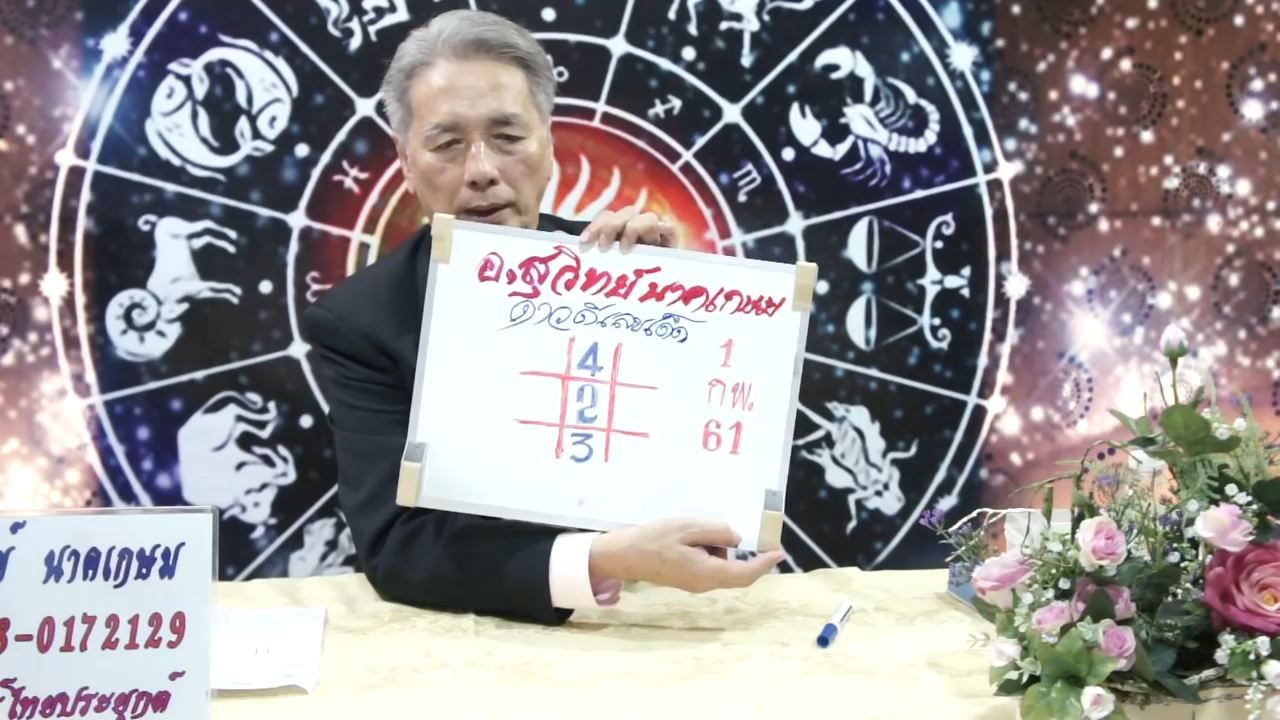 อ.สุวิทย์ นาคเกษม
ดาวดีเลขเด็ด
4
2
3
1
กพ.
61
์ นาคเกษม
8-0172129
ไทยประยุกต์